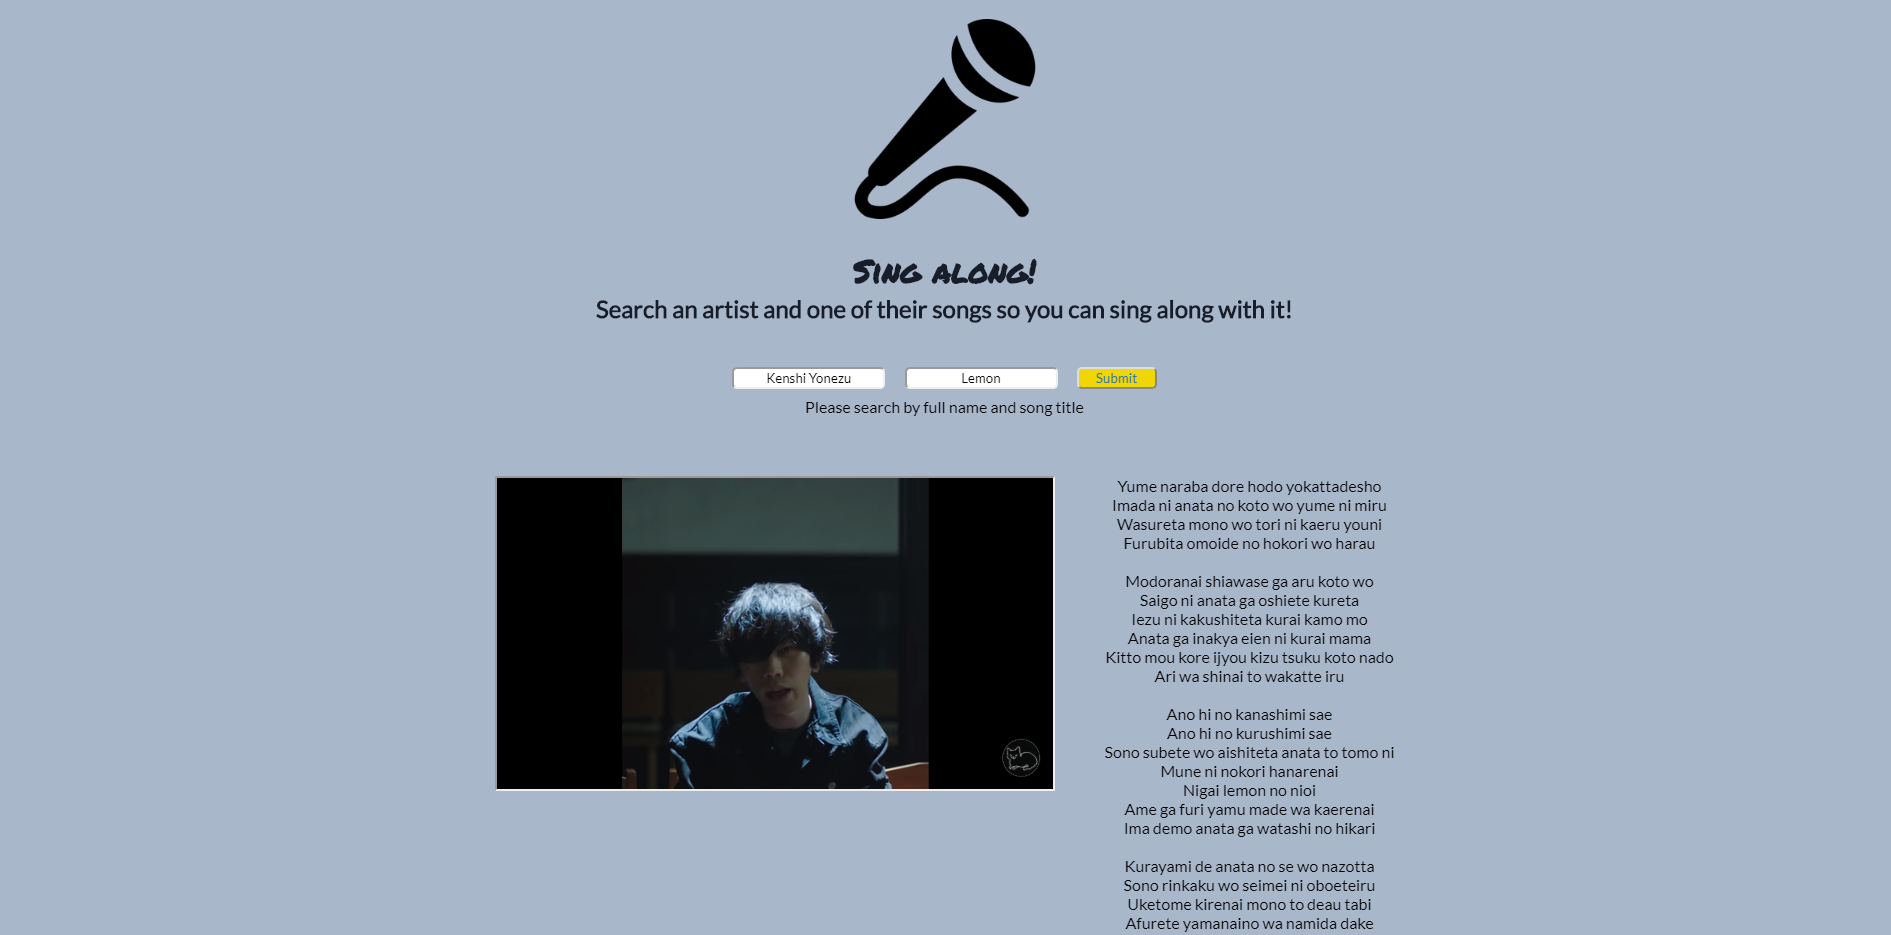 Sing along!
Search an artist and one of their songs so you can sing along with it!
Kenshi Yonezu Lemon Submit
Please search by full name and song title
Yume naraba dore hodo yokattadesho
Imada ni anata no koto wo yume ni miru
Wasureta mono wo tori ni kaeru youni
Furubita omoide no hokori wo harau
Modoranai shiawase ga aru koto wo
Saigo ni anata ga oshiete kureta
Iezu ni kakushiteta kurai kamo mo
Anata ga inakya eien ni kurai mama
Kitto mou kore ijyou kizu tsuku koto nado
Ari wa shinai to wakatte iru
Ano hi no kanashimi sae
Ano hi no kurushimi sae
Sono subete wo aishiteta anata to tomo ni
Mune ni nokori hanarenai
Nigai lemon no nioi
Ame ga furi yamu made wa kaerenai
Ima demo anata ga watashi no hikari
Kurayami de anata no se wo nazotta
Sono rinkaku wo seimei ni oboeteiru
Uketome kirenai mono to deau tabi
Afurete yamanaino wa namida dake